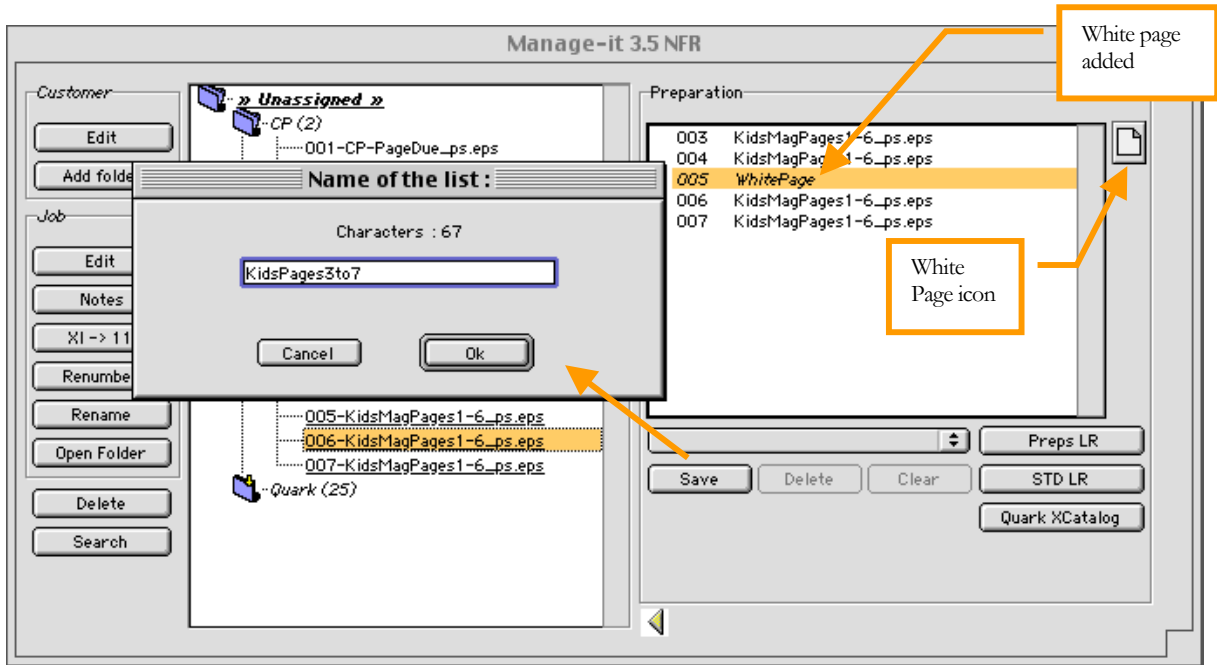 Manage-it 3.5 NFR
White page
added
Customer
Edit
Add folde
Job
Edit
Notes
XI -> 11
Renumbe
Rename
Open Folder
Delete
Search
» Unassigned »
CP (2)
001-CP-PageDue_ps.eps
005-KidsMagPages1-6_ps.eps
006-KidsMagPages1-6_ps.eps
007-KidsMagPages1-6_ps.eps
Quark (25)
Name of the list :
Characters : 67
KidsPages3to7
Cancel
Ok
Preparation
003 KidsMagPages1-6_ps.eps
004 KidsMagPages1-6_ps.eps
005 WhitePage
006 KidsMagPages1-6_ps.eps
007 KidsMagPages1-6_ps.eps
White
Page icon
Preps LR
Save
Delete
Clear
STD LR
Quark XCatalog